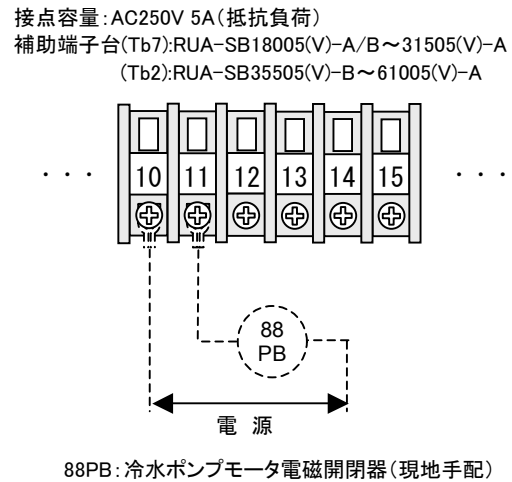 接点容量:AC250V 5A(抵抗負荷)
補助端子台(Tb7):RUA-SB18005(V)-A/B～31505(V)-A
(Tb2):RUA-SB35505(V)-B～61005(V)-A
・・・ 10 11 12 13 14 15 ・・・
88
PB
電 源
88PB:冷水ポンプモータ電磁開閉器(現地手配)